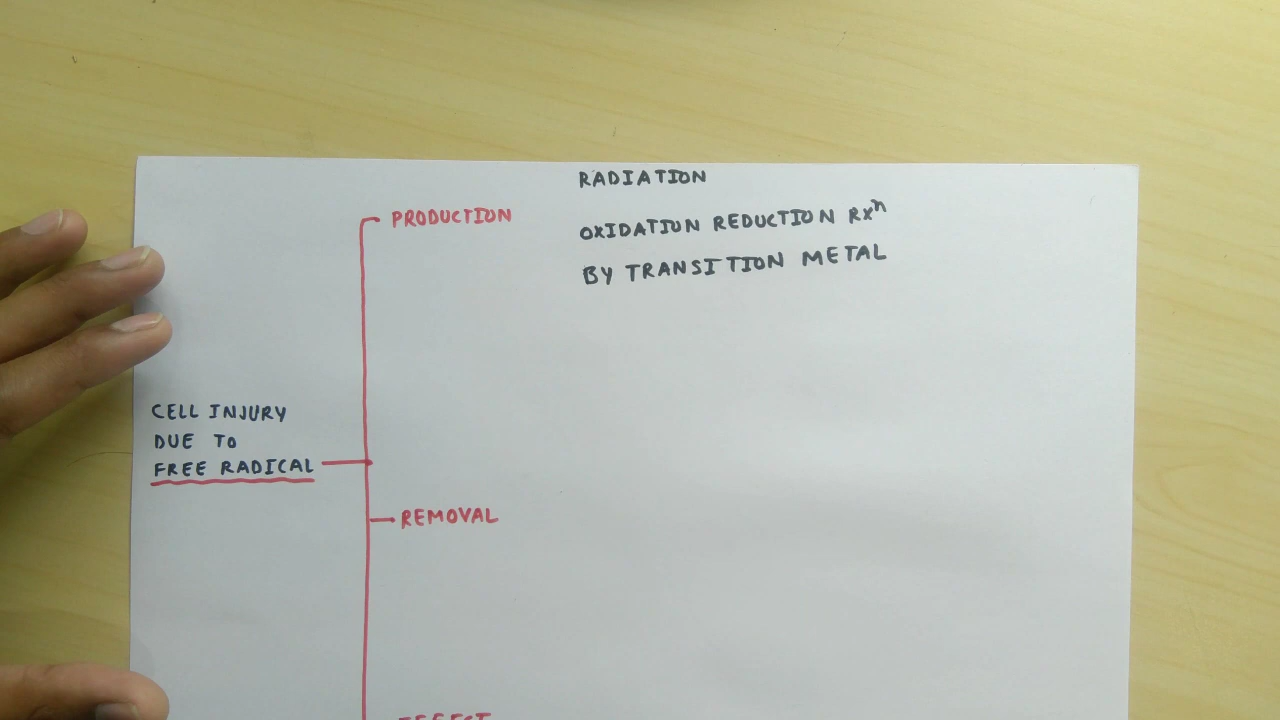 RADIATION
PRODUCTION
OXIDATION REDUCTION RXⁿ
BY TRANSITION METAL
CELL INJURY
DUE TO
FREE RADICAL
REMOVAL